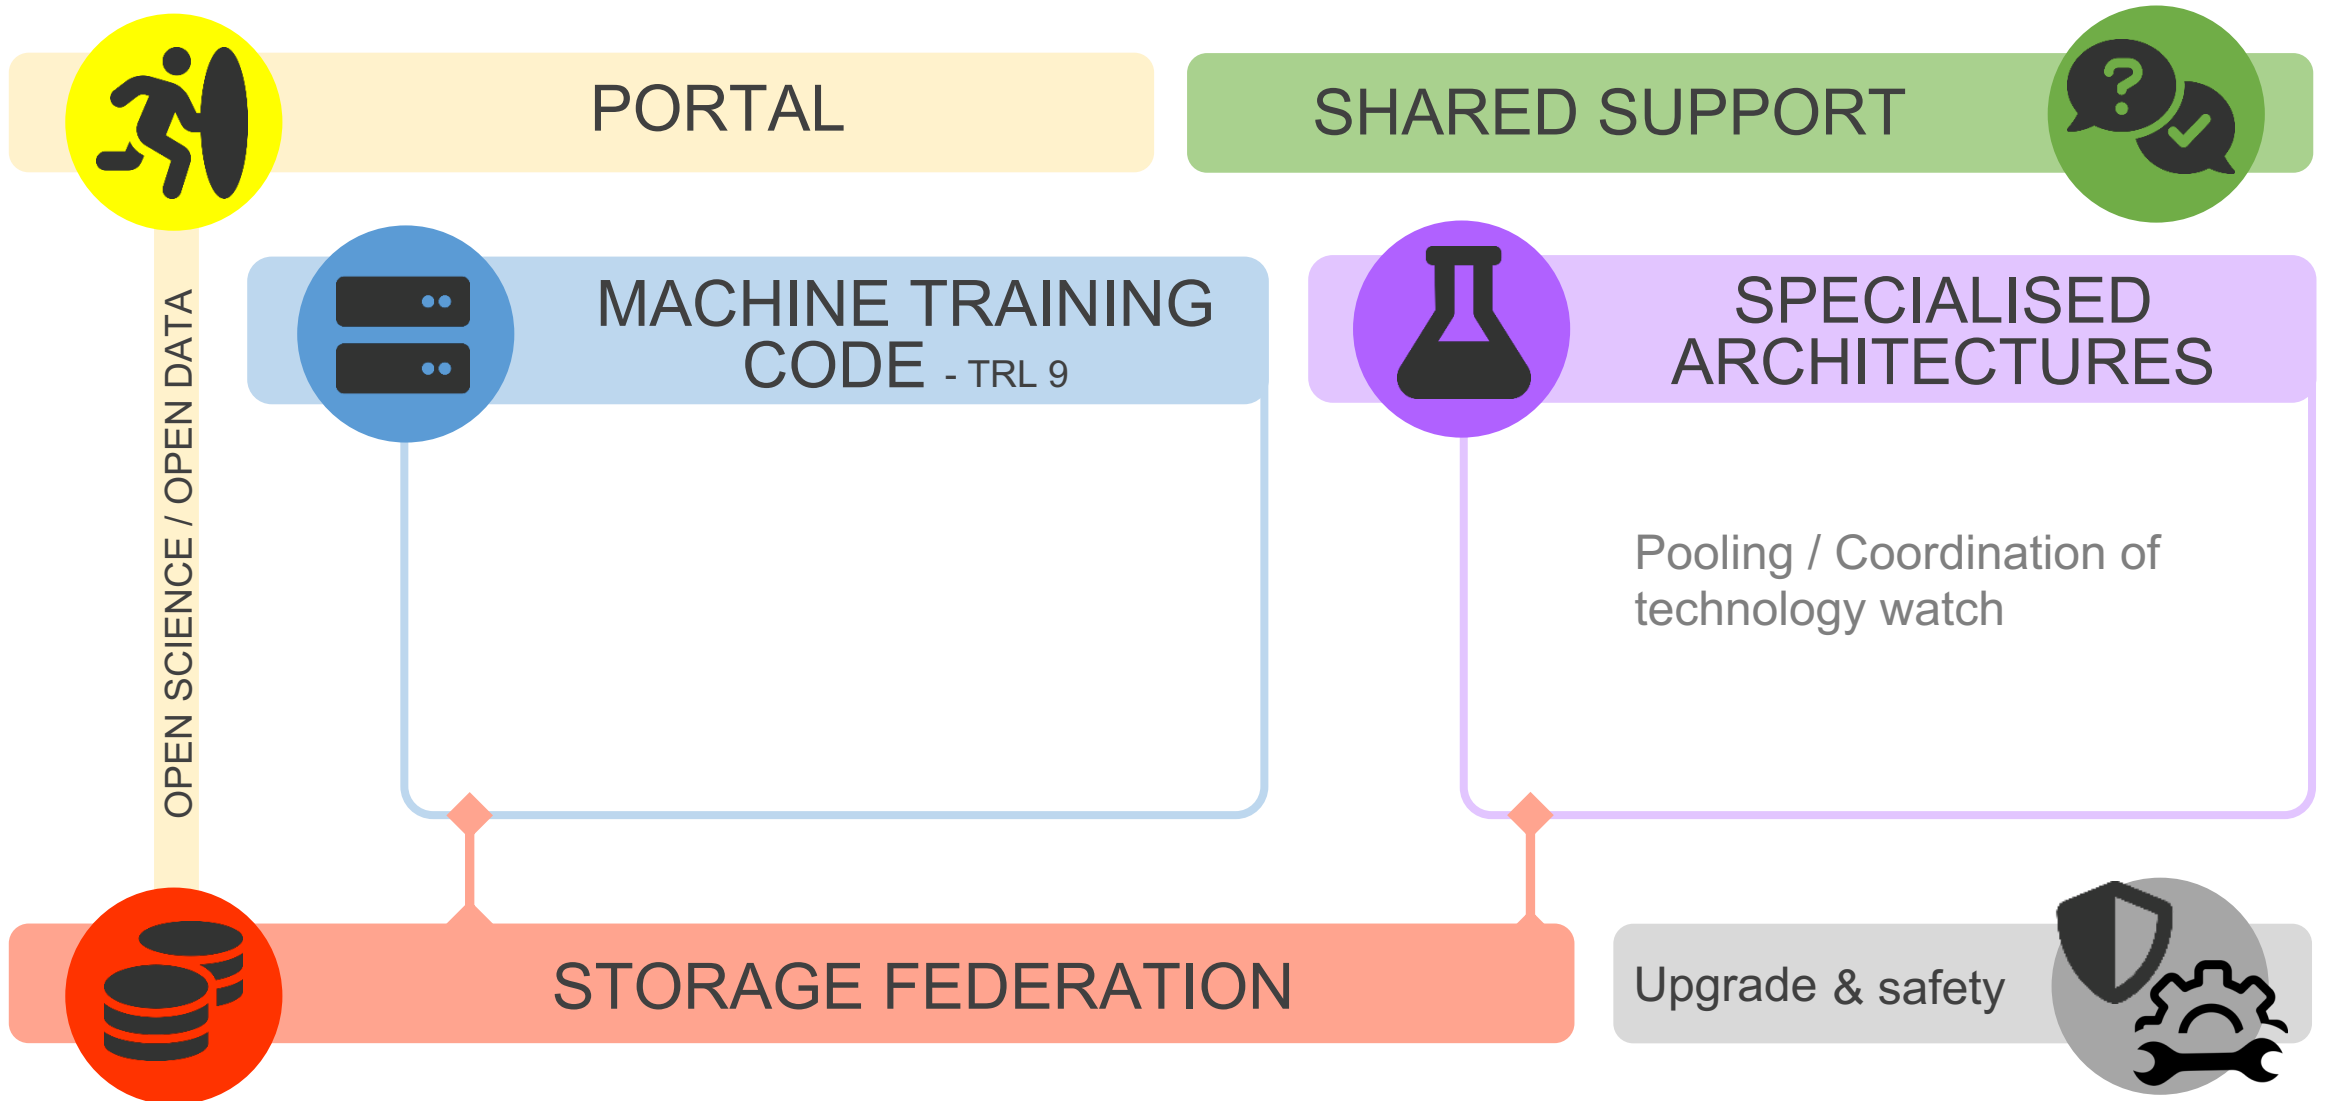 PORTAL
SHARED SUPPORT
OPEN SCIENCE / OPEN DATA
MACHINE TRAINING
CODE - TRL 9
SPECIALISED
ARCHITECTURES
Pooling / Coordination of
technology watch
STORAGE FEDERATION
Upgrade & safety